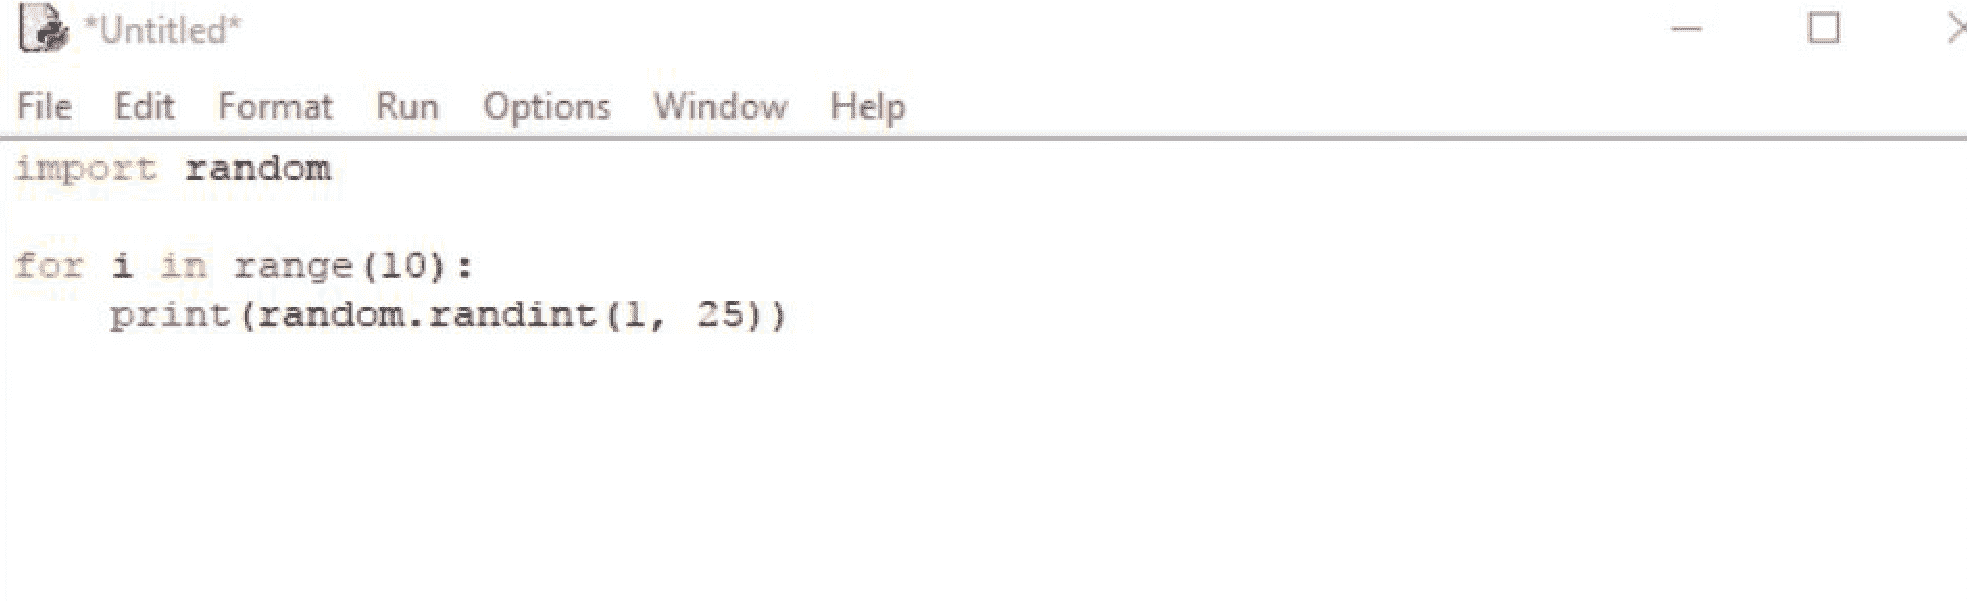 *Untitled*
File Edit Format Run Options Window Help
import random
for i in range(10):
    print(random.randint(1, 25))